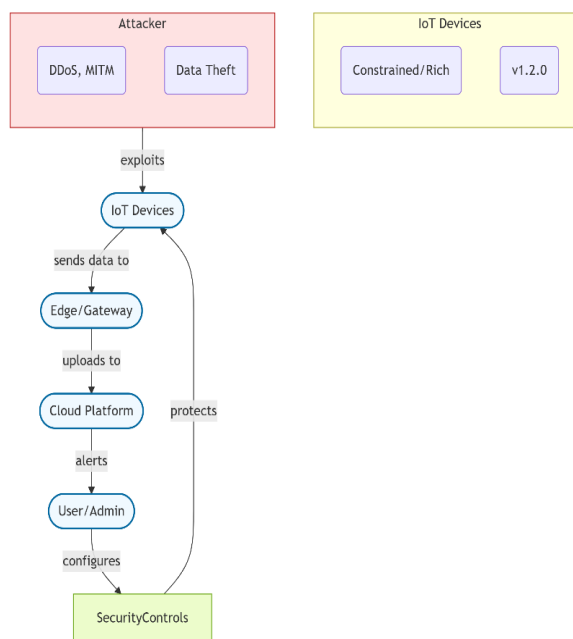 Attacker
IoT Devices
DDoS, MITM
Data Theft
Constrained/Rich
v1.2.0
exploits
IoT Devices
sends data to
Edge/Gateway
uploads to
Cloud Platform
protects
alerts
User/Admin
configures
SecurityControls